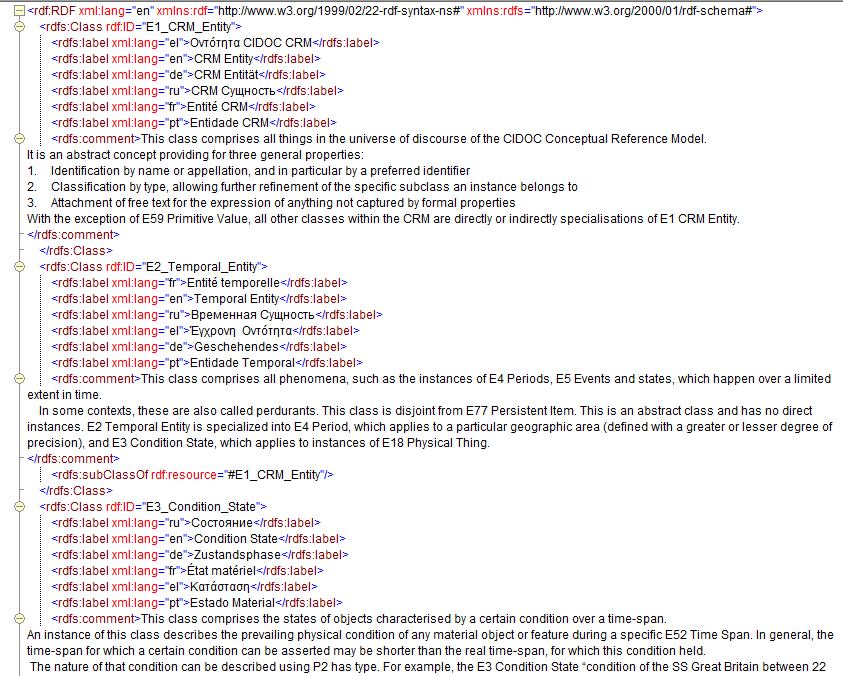 <rdf:RDF xml:lang="en" xmlns:rdf="http://www.w3.org/1999/02/22-rdf-syntax-ns#" xmlns:rdfs="http://www.w3.org/2000/01/rdf-schema#">
<rdfs:Class rdf:ID="E1_CRM_Entity">
<rdfs:label xml:lang="el">Οντότητα CIDOC CRM</rdfs:label>
<rdfs:label xml:lang="en">CRM Entity</rdfs:label>
<rdfs:label xml:lang="de">CRM Entität</rdfs:label>
<rdfs:label xml:lang="ru">CRM Сущность</rdfs:label>
<rdfs:label xml:lang="fr">Entité CRM</rdfs:label>
<rdfs:label xml:lang="pt">Entidade CRM</rdfs:label>
<rdfs:comment>This class comprises all things in the universe of discourse of the CIDOC Conceptual Reference Model.
It is an abstract concept providing for three general properties:
1. Identification by name or appellation, and in particular by a preferred identifier
2. Classification by type, allowing further refinement of the specific subclass an instance belongs to
3. Attachment of free text for the expression of anything not captured by formal properties
With the exception of E59 Primitive Value, all other classes within the CRM are directly or indirectly specialisations of E1 CRM Entity.
</rdfs:comment>
</rdfs:Class>
<rdfs:Class rdf:ID="E2_Temporal_Entity">
<rdfs:label xml:lang="fr">Entité temporelle</rdfs:label>
<rdfs:label xml:lang="en">Temporal Entity</rdfs:label>
<rdfs:label xml:lang="ru">Временная Сущность</rdfs:label>
<rdfs:label xml:lang="el">Έγχρονη  Οντότητα</rdfs:label>
<rdfs:label xml:lang="de">Geschehendes</rdfs:label>
<rdfs:label xml:lang="pt">Entidade Temporal</rdfs:label>
<rdfs:comment>This class comprises all phenomena, such as the instances of E4 Periods, E5 Events and states, which happen over a limited
extent in time.
In some contexts, these are also called perdurants. This class is disjoint from E77 Persistent Item. This is an abstract class and has no direct
instances. E2 Temporal Entity is specialized into E4 Period, which applies to a particular geographic area (defined with a greater or lesser degree of
precision), and E3 Condition State, which applies to instances of E18 Physical Thing.
</rdfs:comment>
<rdfs:subClassOf rdf:resource="#E1_CRM_Entity"/>
</rdfs:Class>
<rdfs:Class rdf:ID="E3_Condition_State">
<rdfs:label xml:lang="ru">Состояние</rdfs:label>
<rdfs:label xml:lang="en">Condition State</rdfs:label>
<rdfs:label xml:lang="de">Zustandsphase</rdfs:label>
<rdfs:label xml:lang="fr">État matériel</rdfs:label>
<rdfs:label xml:lang="el">Κατάσταση</rdfs:label>
<rdfs:label xml:lang="pt">Estado Material</rdfs:label>
<rdfs:comment>This class comprises the states of objects characterised by a certain condition over a time-span.
An instance of this class describes the prevailing physical condition of any material object or feature during a specific E52 Time Span. In general, the
time-span for which a certain condition can be asserted may be shorter than the real time-span, for which this condition held.
The nature of that condition can be described using P2 has type. For example, the E3 Condition State “condition of the SS Great Britain between 22